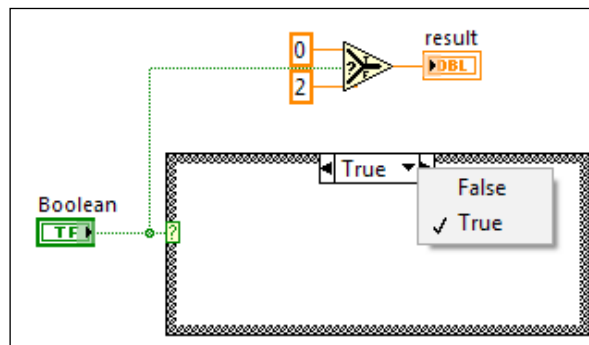 result
0
? T F
DBL
2
True
False
Boolean
✓ True
TF
?